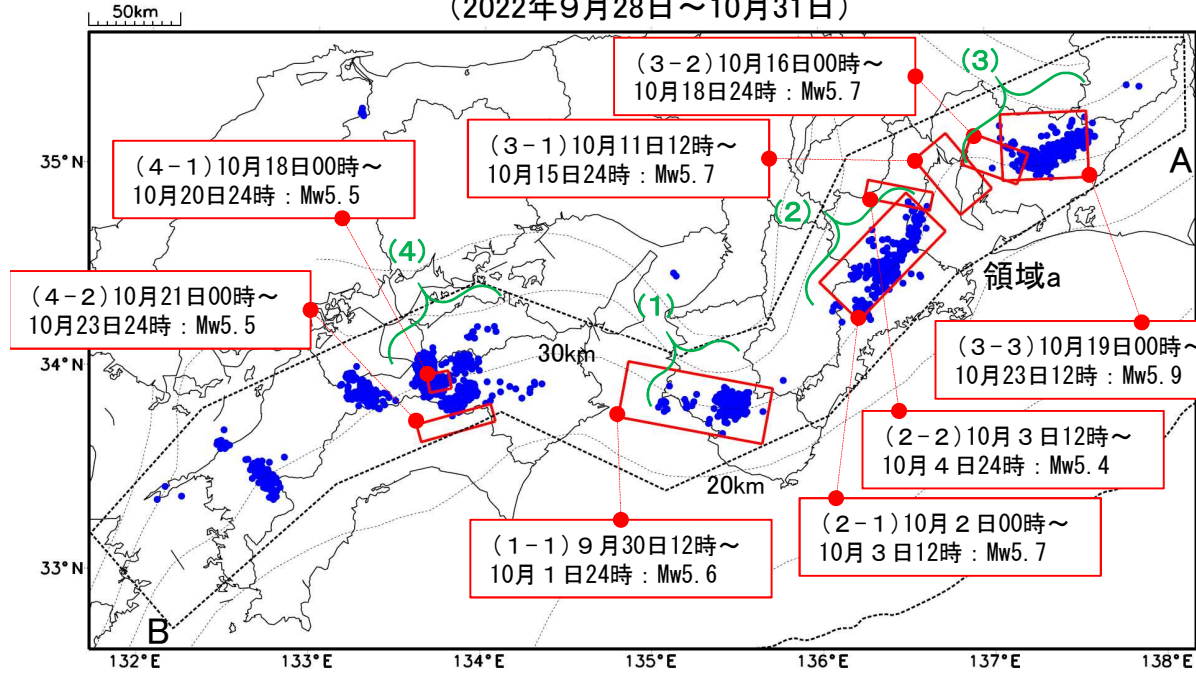 50km
(2022年9月28日～10月31日)
(3-2)10月16日00時～
10月18日24時：Mw5.7
(3)
(3-1)10月11日12時～
10月15日24時：Mw5.7
(4-1)10月18日00時～
10月20日24時：Mw5.5
35°N
A
(2)
(4)
領域a
(4-2)10月21日00時～
10月23日24時：Mw5.5
(1)
30km
34°N
(3-3)10月19日00時～
10月23日12時：Mw5.9
(2-2)10月3日12時～
10月4日24時：Mw5.4
20km
(1-1)9月30日12時～
10月1日24時：Mw5.6
(2-1)10月2日00時～
10月3日12時：Mw5.7
33°N
B
132°E
133°E
134°E
135°E
136°E
137°E
138°E